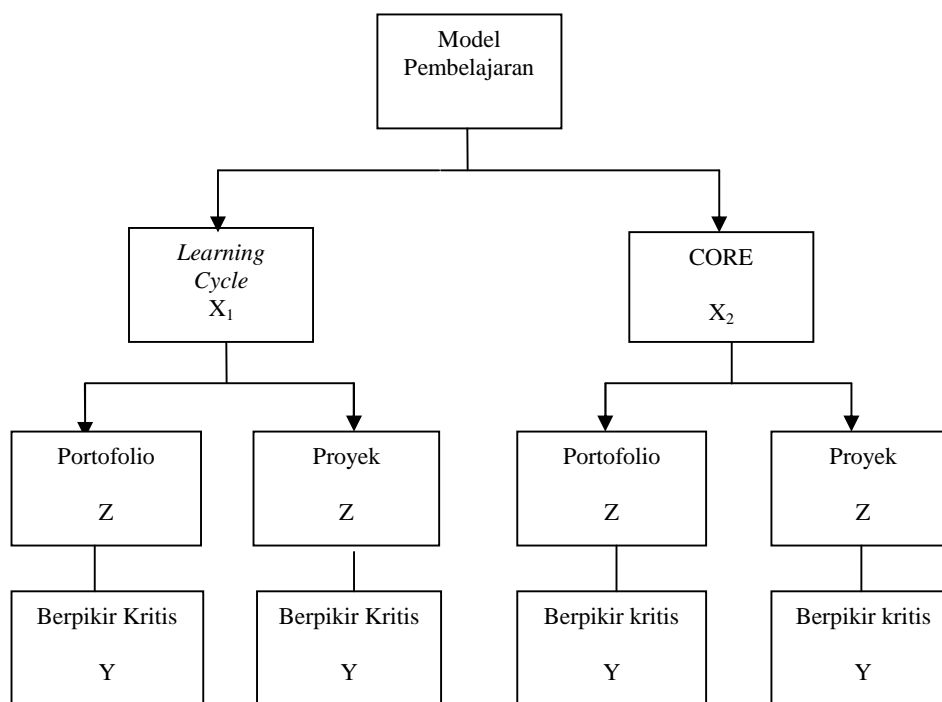 Model
Pembelajaran
Learning
Cycle
X₁
CORE
X₂
Portofolio
Z
Proyek
Z
Portofolio
Z
Proyek
Z
Berpikir Kritis
Y
Berpikir Kritis
Y
Berpikir kritis
Y
Berpikir kritis
Y